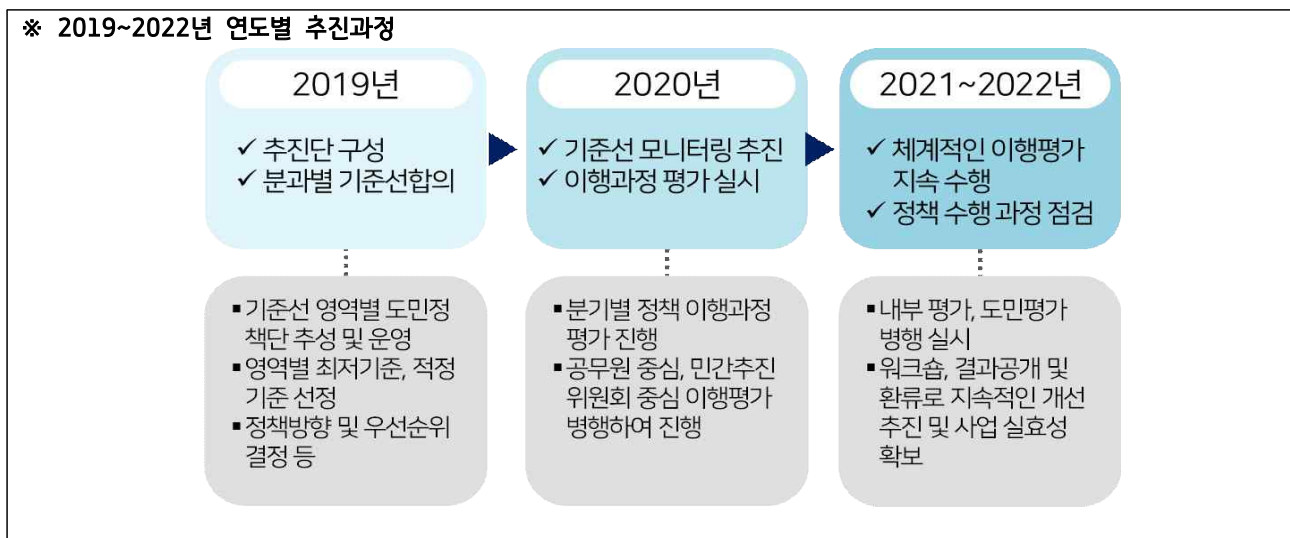 ※ 2019~2022년 연도별 추진과정
2019년
✓ 추진단 구성
✓ 분과별 기준선합의
▪ 기준선 영역별 도민정
책단 추성 및 운영
▪ 영역별 최저기준, 적정
기준 선정
▪ 정책방향 및 우선순위
결정 등
2020년
✓ 기준선 모니터링 추진
✓ 이행과정 평가 실시
▪ 분기별 정책 이행과정
평가 진행
▪ 공무원 중심, 민간추진
위원회 중심 이행평가
병행하여 진행
2021~2022년
✓ 체계적인 이행평가
지속 수행
✓ 정책 수행 과정 점검
▪ 내부 평가, 도민평가
병행 실시
▪ 워크숍, 결과공개 및
환류로 지속적인 개선
추진 및 사업 실효성
확보